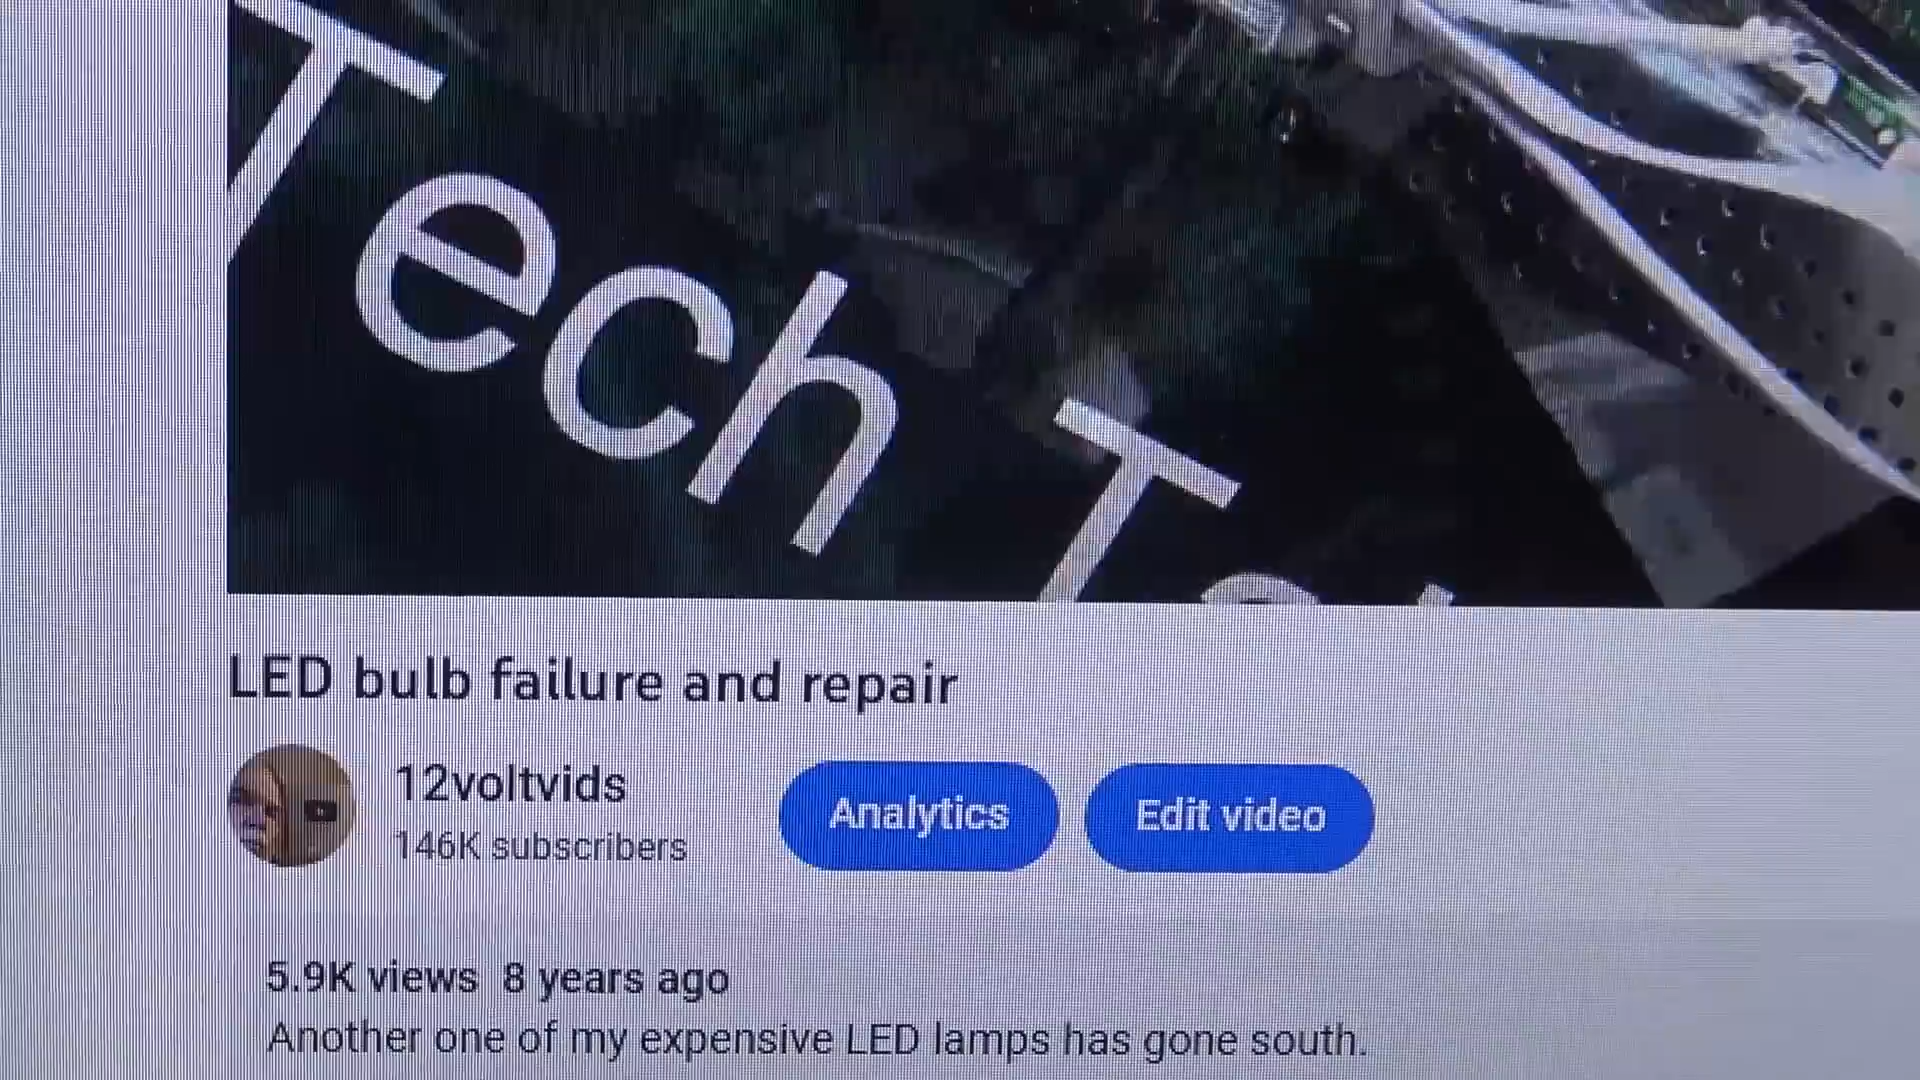 Tech T
LED bulb failure and repair
12voltvids
146K subscribers
Analytics
Edit video
5.9K views 8 years ago
Another one of my expensive LED lamps has gone south.